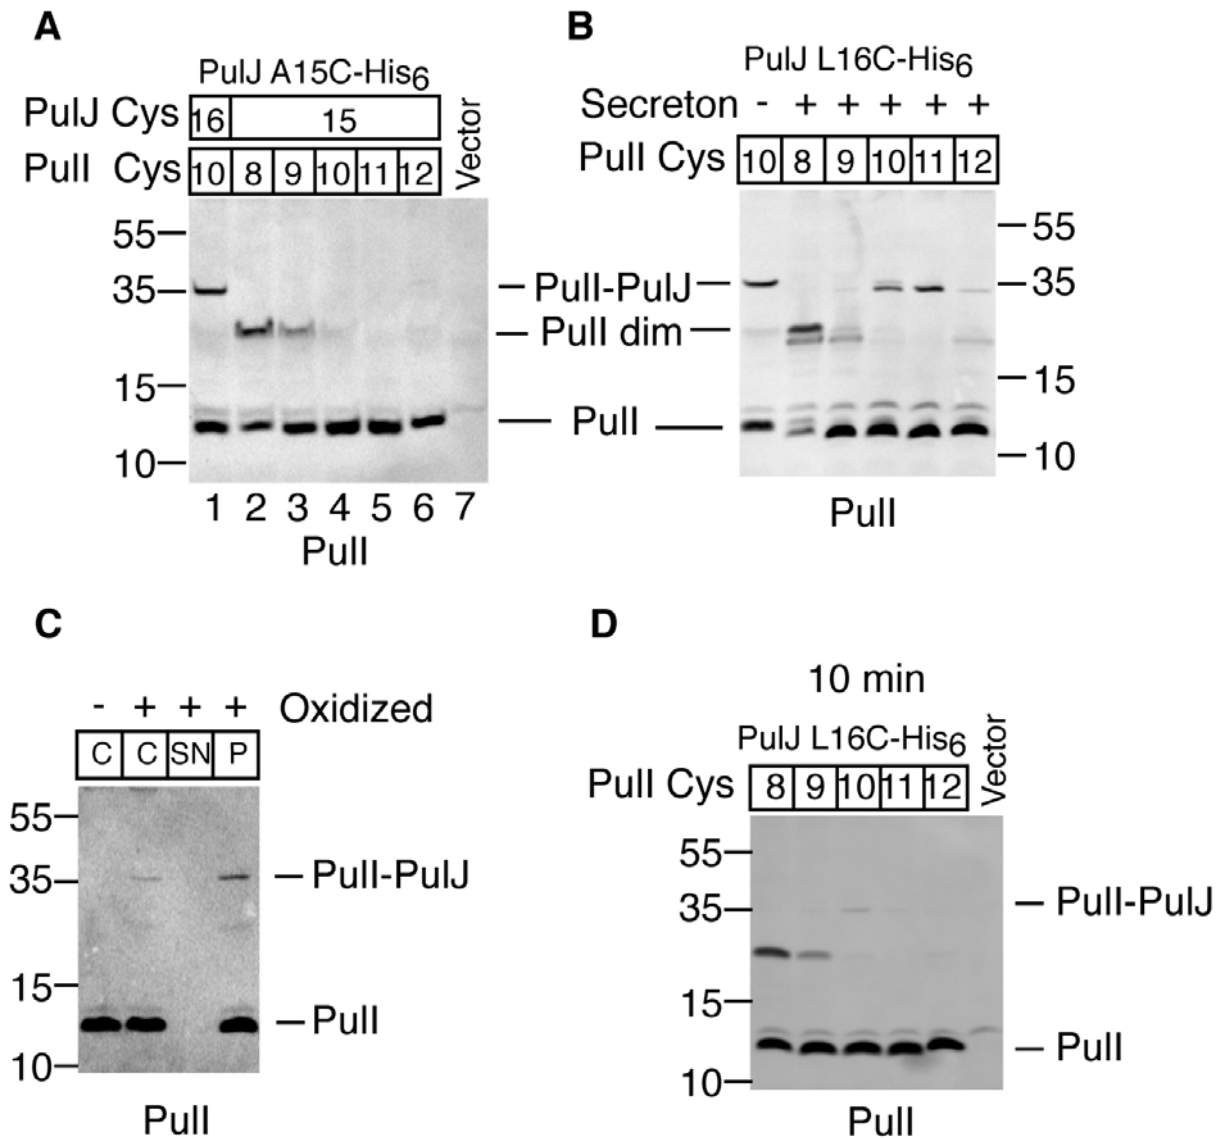 A
PulJ A15C-His6
PulJ Cys 16 15
PulI Cys 10 8 9 10 11 12 Vector
55
35
15
10
1 2 3 4 5 6 7
PulI
B
PulJ L16C-His6
Secreton - + + + + +
PulI Cys 10 8 9 10 11 12
PulI-PulJ
PulI dim
PulI
55
35
15
10
PulI
C
- + + + Oxidized
C C SN P
55
35
15
10
PulI-PulJ
PulI
PulI
D
10 min
PulJ L16C-His6
PulI Cys 8 9 10 11 12 Vector
55
35
15
10
PulI-PulJ
PulI
PulI